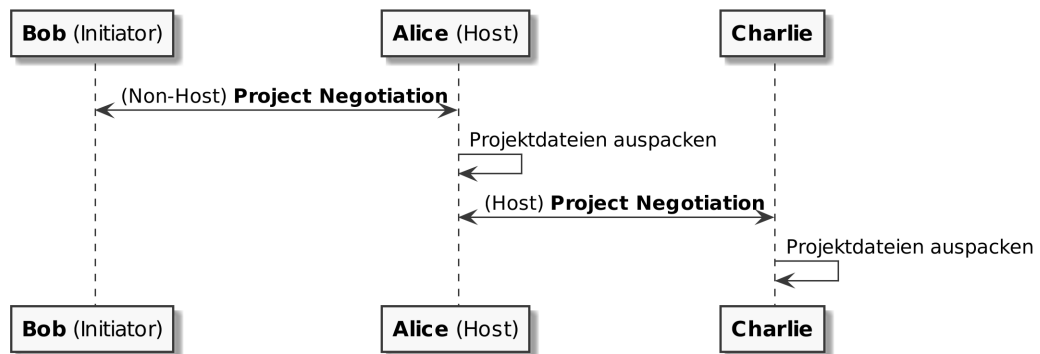 Bob (Initiator)
Alice (Host)
Charlie
(Non-Host) Project Negotiation
Projektdateien auspacken
(Host) Project Negotiation
Projektdateien auspacken
Bob (Initiator)
Alice (Host)
Charlie